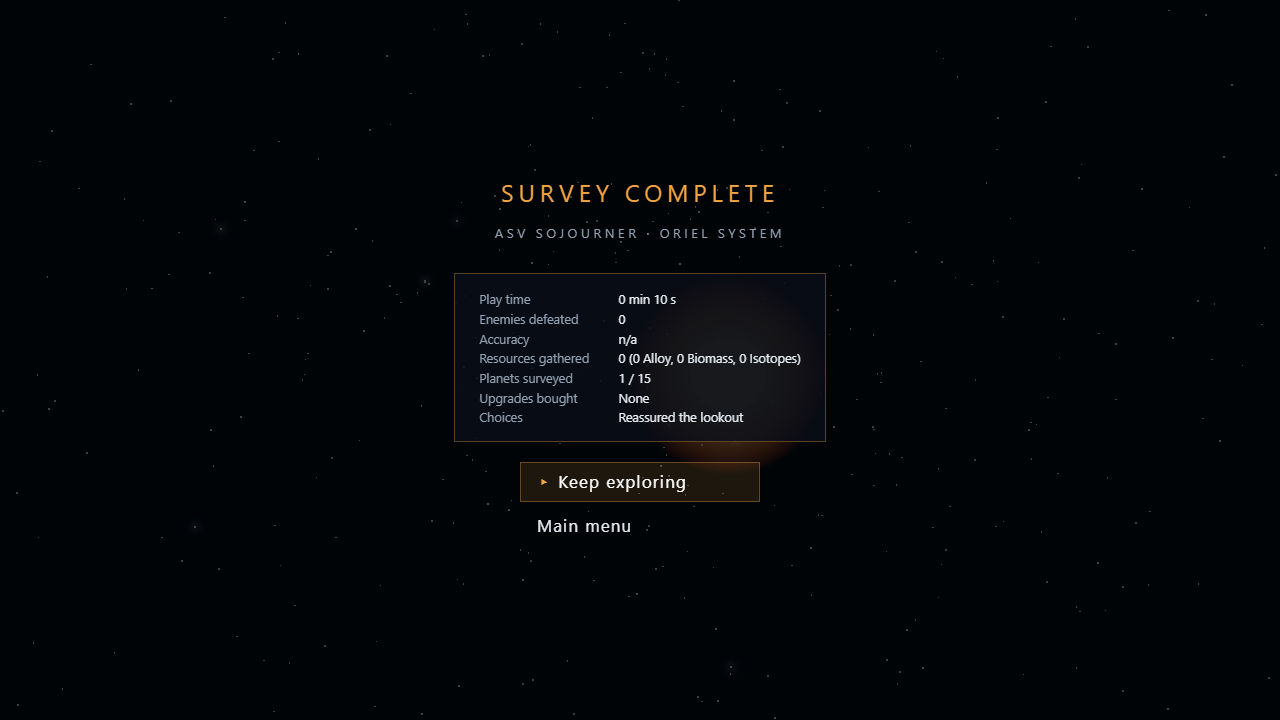 SURVEY COMPLETE
ASV SOJOURNER · ORIEL SYSTEM
Play time 0 min 10 s
Enemies defeated 0
Accuracy n/a
Resources gathered 0 (0 Alloy, 0 Biomass, 0 Isotopes)
Planets surveyed 1 / 15
Upgrades bought None
Choices Reassured the lookout
Keep exploring
Main menu